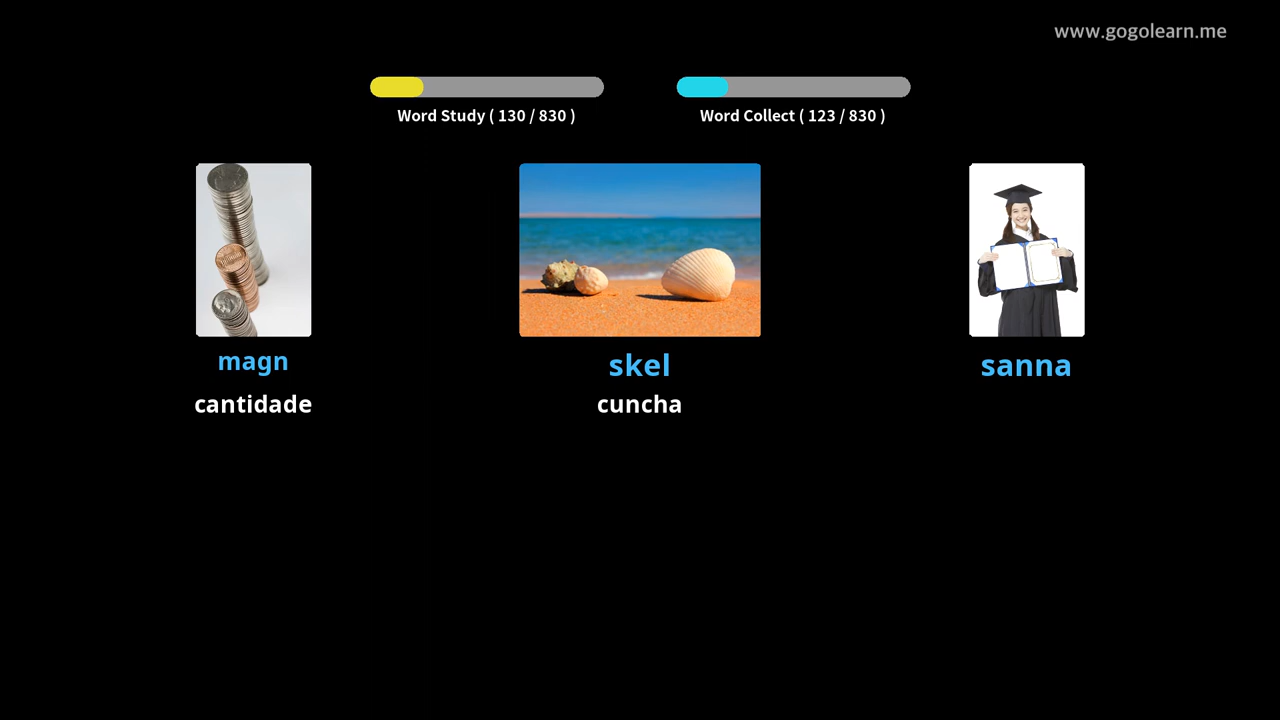 www.gogolearn.me
Word Study ( 130 / 830 )
Word Collect ( 123 / 830 )
magn
cantidade
skel
cuncha
sanna